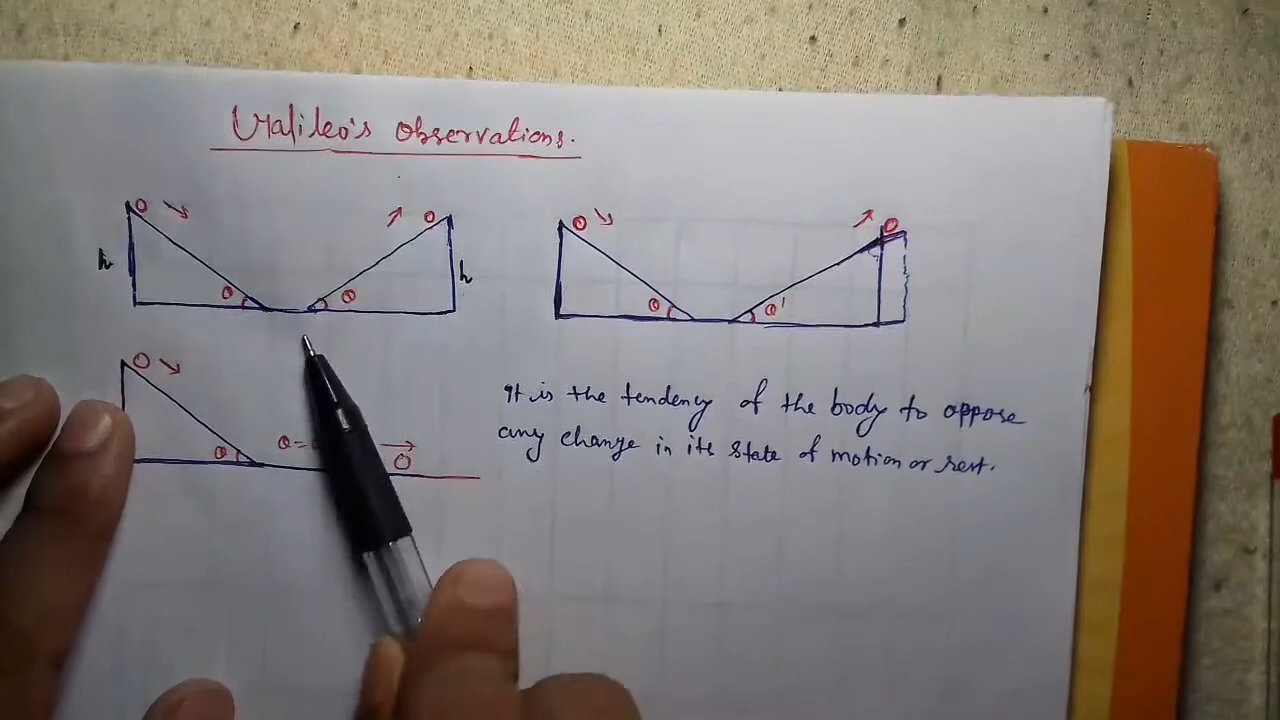 Galileo's observations.
h
θ
θ
h
θ
θ'
θ
θ=
It is the tendency of the body to oppose
any change in its state of motion or rest.